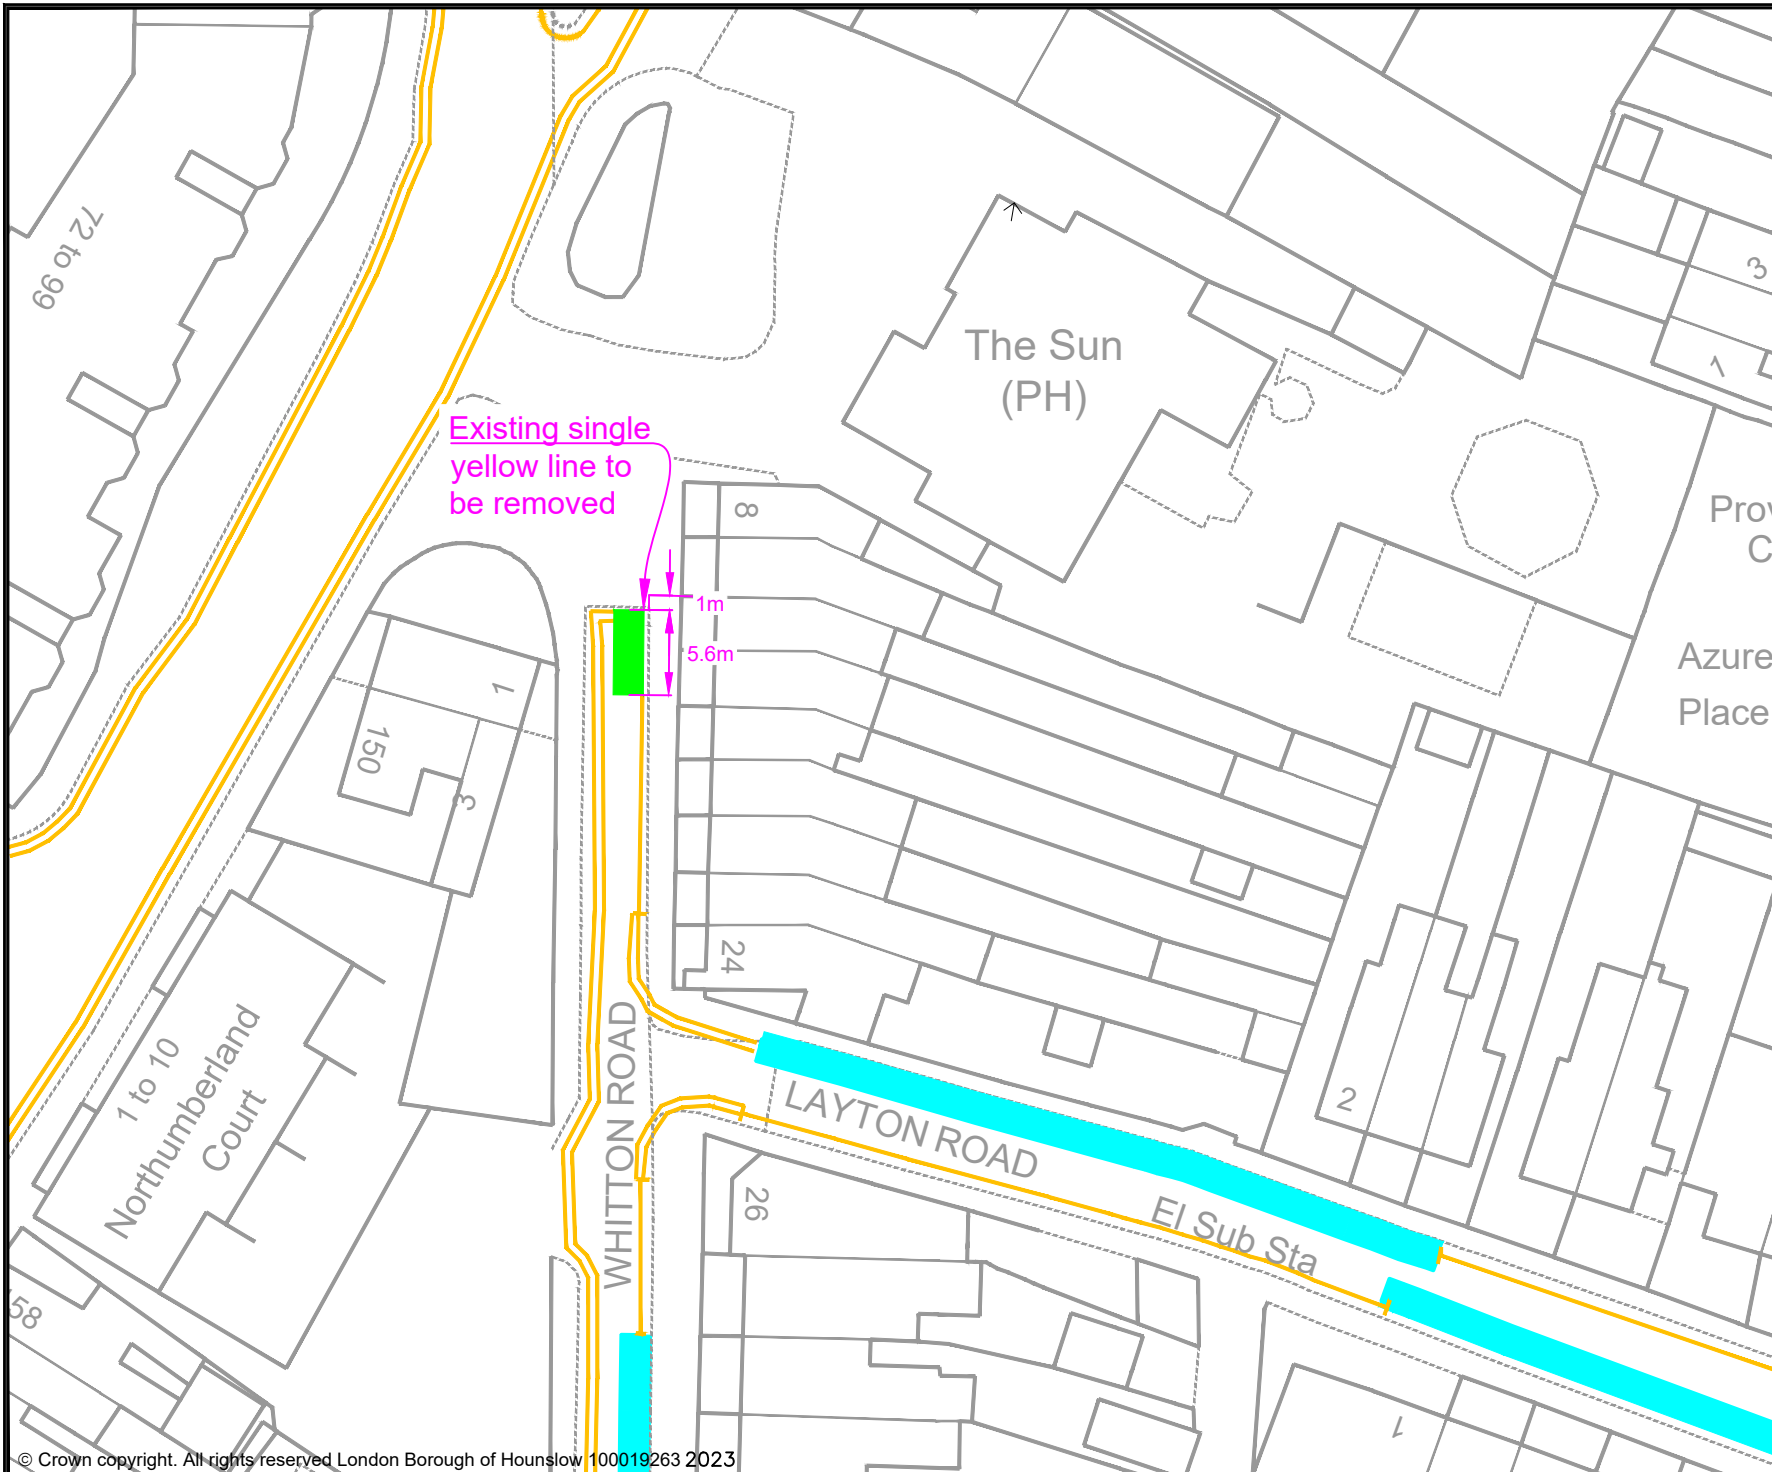 72 to 99
The Sun
(PH)
3
1
Existing single
yellow line to
be removed
8
1m
5.6m
Azure
Place
1
150
3
24
1 to 10
Northumberland
Court
WHITTON ROAD
LAYTON ROAD
2
26
El Sub Sta
58
1
© Crown copyright. All rights reserved London Borough of Hounslow 100019263 2023